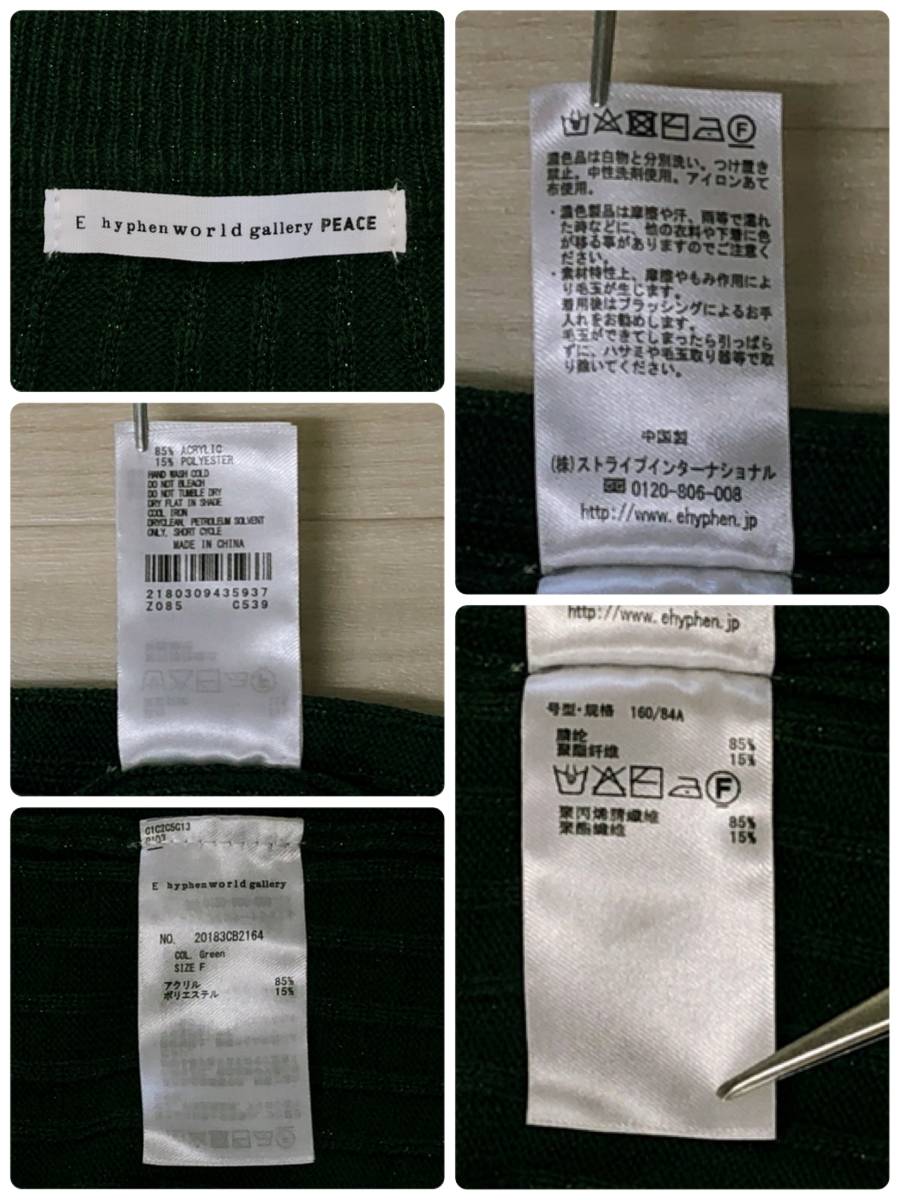 E hyphen world gallery PEACE
濃色品は白物と分別洗い。つけ置き
禁止。中性洗剤使用。アイロンあて
布使用。
・濃色製品は摩擦や汗、雨等で濡れ
た時などに、他の衣料や下着に色
が移る事がありますのでご注意く
ださい。
・素材特性上、摩擦やもみ作用によ
り毛玉が生じます。
着用後はブラッシングによるお手
入れをお勧めします。
毛玉ができてしまったら引っぱら
ずに、ハサミや毛玉取り器等で取
り除いてください。
中国製
(株)ストライプインターナショナル
0120-806-008
http://www.ehyphen.jp
85% ACRYLIC
15% POLYESTER
HAND WASH COLD
DO NOT BLEACH
DO NOT TUMBLE DRY
DRY FLAT IN SHADE
COOL IRON
DRYCLEAN, PETROLEUM SOLVENT
ONLY, SHORT CYCLE
MADE IN CHINA
2180309435937
Z085 C539
http://www.ehyphen.jp
号型・规格 160/84A
腈纶 85%
聚酯纤维 15%
F
聚丙烯腈纖維 85%
聚酯纖維 15%
C1C2C5C13
E hyphen world gallery
NO. 20183CB2164
COL. Green
SIZE F
アクリル 85%
ポリエステル 15%